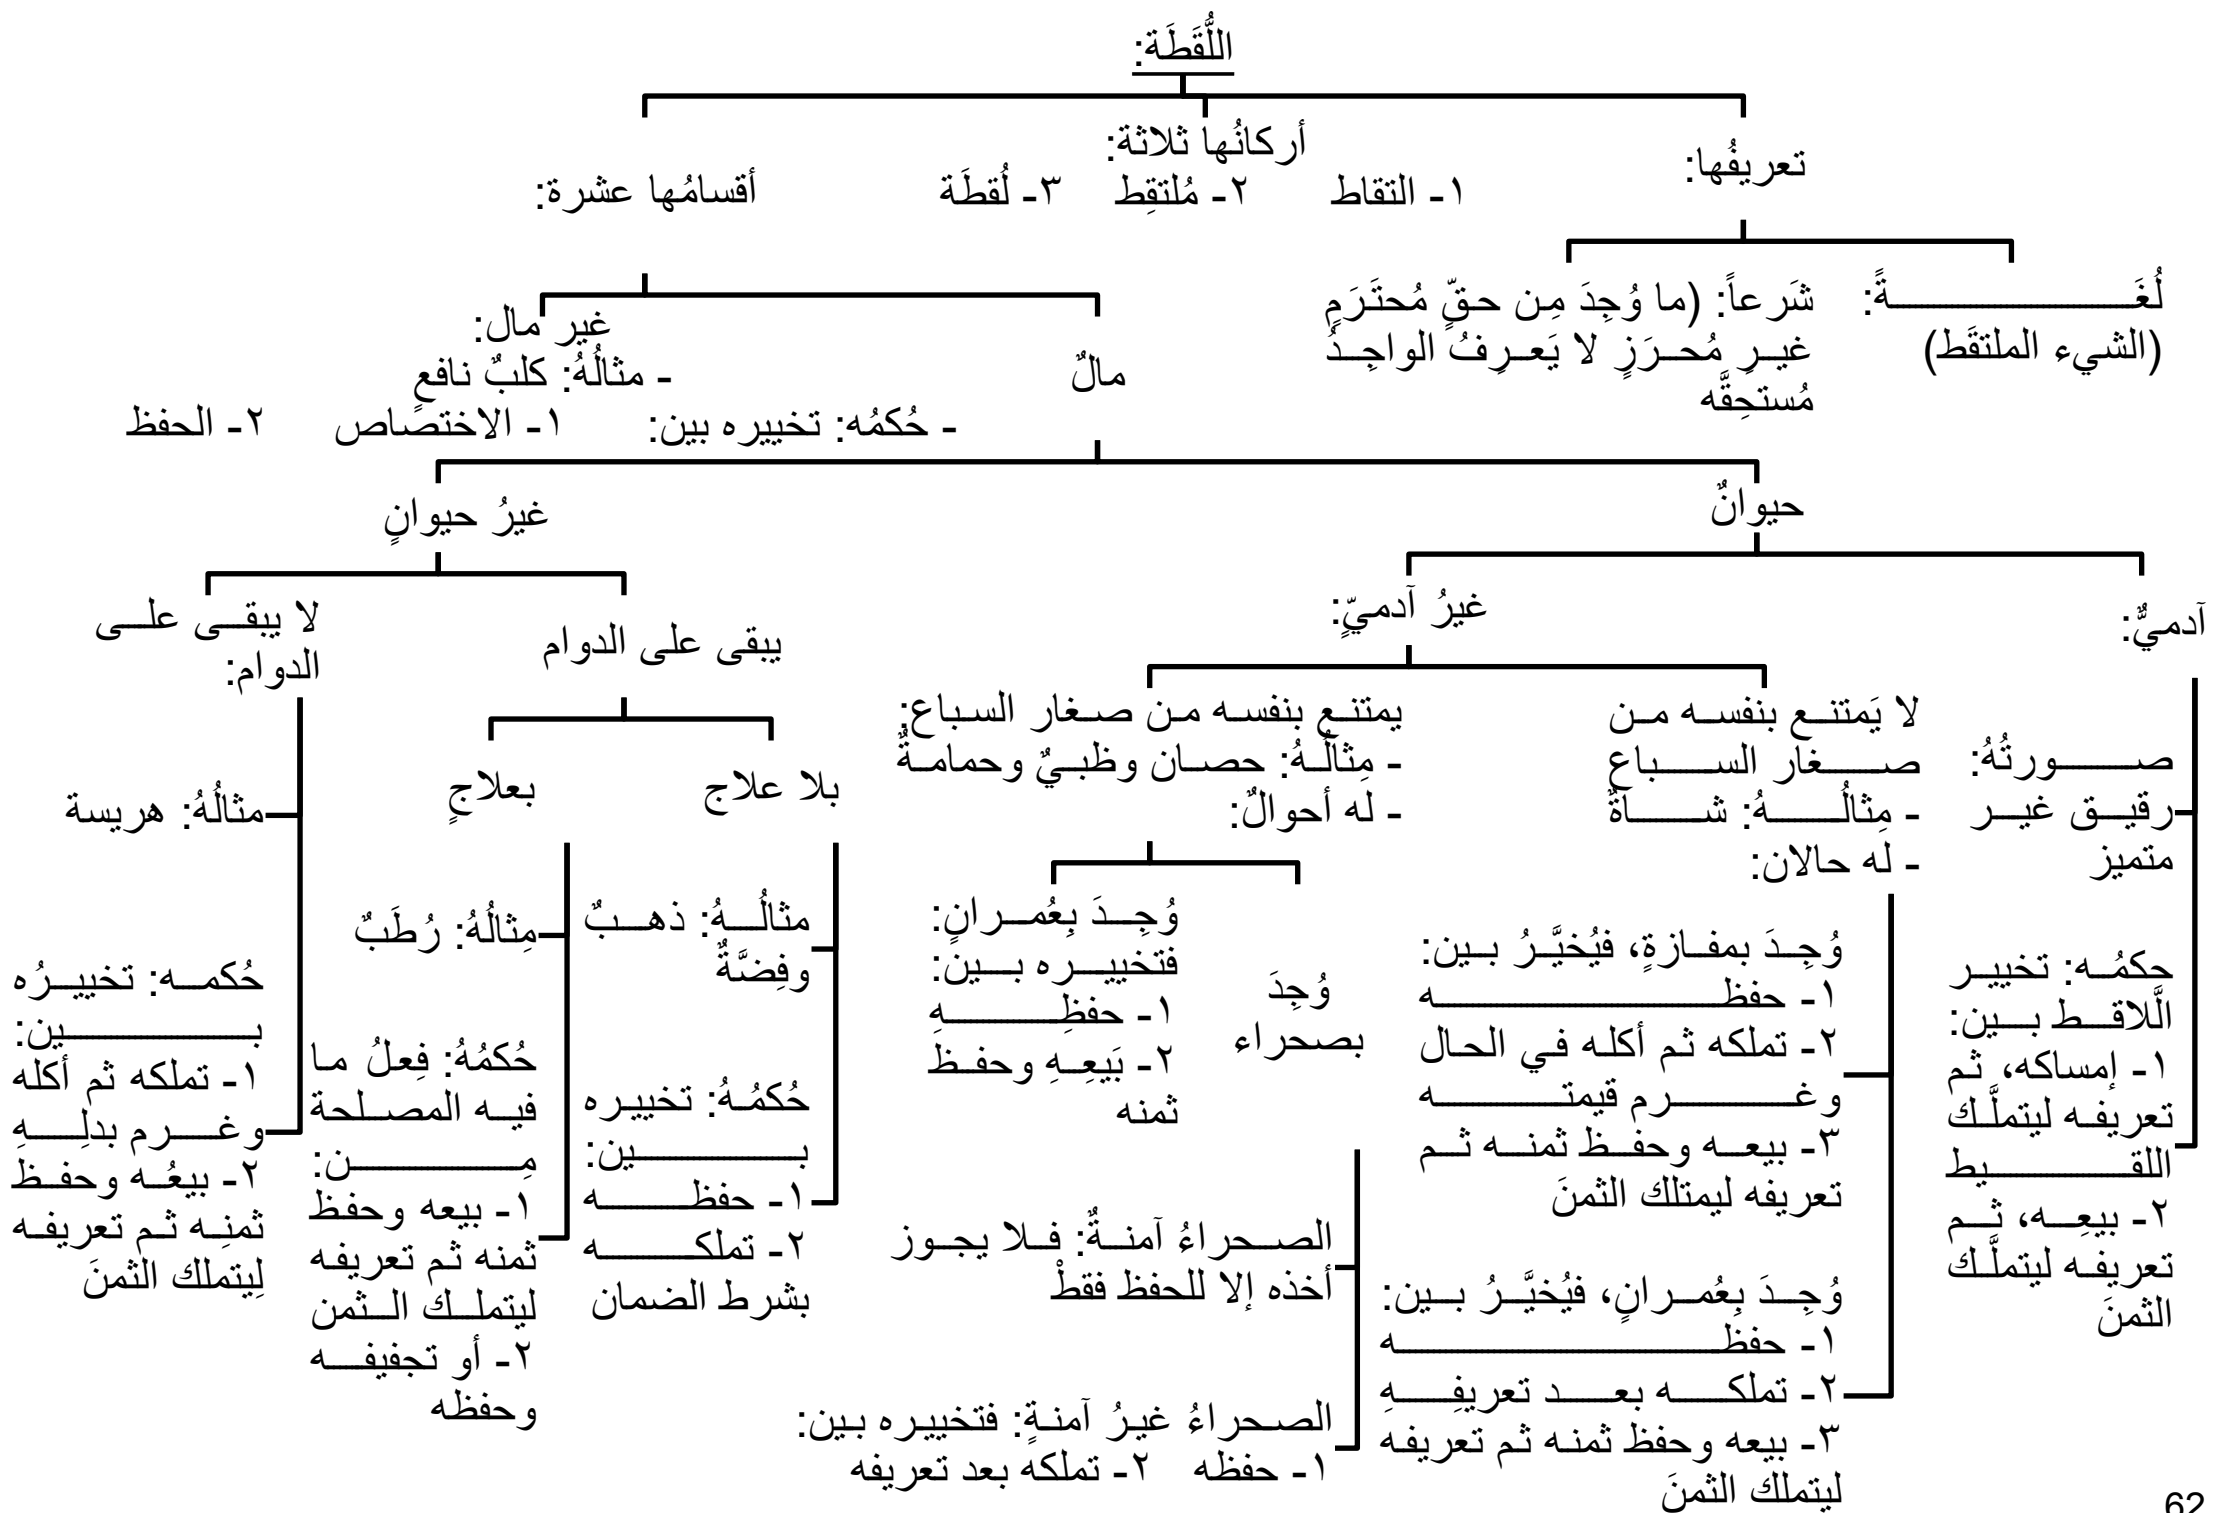 اللُّقَطَة:
تعريفُها:
أركانُها ثلاثة:
١- التقاط ٢- مُلتقِط ٣- لُقطَة
أقسامُها عشرة:
لُغَةً:
(الشيء الملتقَط)
شَرعاً: (ما وُجِدَ مِن حقّ مُحتَرَمٍ
غيرِ مُحرَزٍ لا يَعرِفُ الواجِدُ
مُستحِقَّه
مالٌ
غير مال:
- مثالُهُ: كلبٌ نافعٍ
- حُكمُه: تخييره بين: ١- الاختصاص ٢- الحفظ
حيوانٌ
غيرُ حيوانٍ
آدميٌّ:
صورتُهُ:
رقيق غير
متميز
حكمُه: تخيير
الَّلاقط بين:
١- إمساكه، ثم
تعريفه ليتملَّك
اللقيط
٢- بيعِه، ثم
تعريفه ليتملَّك
الثمنَ
غيرُ آدميّ:
لا يَمتنع بنفسه من
صغار السباع
- مِثالُهُ: شاةٌ
- له حالان:
وُجِدَ بمفازةٍ، فيُخيَّرُ بين:
١- حفظه
٢- تملكه ثم أكله في الحال
وغرم قيمته
٣- بيعه وحفظ ثمنه ثم
تعريفه ليمتلك الثمنَ
وُجِدَ بِعُمرانٍ، فيُخيَّرُ بين:
١- حفظه
٢- تملكه بعد تعريفِهِ
٣- بيعه وحفظ ثمنه ثم تعريفه
ليتملك الثمنَ
يمتنع بنفسه من صغار السباع:
- مِثالُهُ: حصان وظبيٌ وحمامةٌ
- له أحوالٌ:
وُجِدَ
بصحراء
الصحراءُ آمنةٌ: فلا يجوز
أخذه إلا للحفظ فقطْ
الصحراءُ غيرُ آمنةٍ: فتخييره بين:
١- حفظه ٢- تملكه بعد تعريفه
وُجِدَ بِعُمرانٍ:
فتخييره بين:
١- حفظِهِ
٢- بَيعِهِ وحفظ
ثمنه
يبقى على الدوام
بلا علاج
مثالُهُ: ذهبٌ
وفِضَّةٌ
حُكمُهُ: تخييره
بين:
١- حفظه
٢- تملكه
بشرط الضمان
بعلاجٍ
مِثالُهُ: رُطَبٌ
حُكمُهُ: فِعلُ ما
فيه المصلحة
مِن:
١- بيعه وحفظ
ثمنه ثم تعريفه
ليتملك الثمن
٢- أو تجفيفه
وحفظه
لا يبقى على
الدوام:
مثالُهُ: هريسة
حُكمه: تخييرُه
بين:
١- تملكه ثم أكله
وغرم بدلِهِ
٢- بيعُه وحفظ
ثمنِه ثم تعريفه
لِيتملك الثمنَ
62